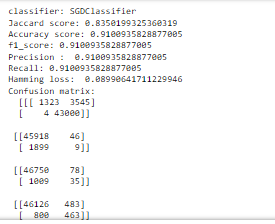 classifier: SGDClassifier
Jaccard score: 0.8350199325360319
Accuracy score: 0.9100935828877005
f1_score: 0.9100935828877005
Precision :  0.9100935828877005
Recall: 0.9100935828877005
Hamming loss:  0.08990641711229946
Confusion matrix:
[[[ 1323  3545]
[    4 43000]]
[[45918    46]
[ 1899     9]]
[[46750    78]
[ 1009    35]]
[[46126   483]
[  800   463]]